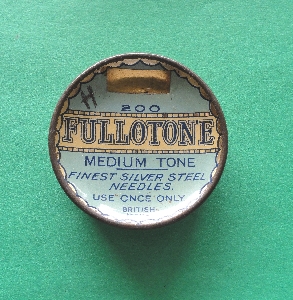 H
200
FULLOTONE
MEDIUM TONE
FINEST SILVER STEEL
NEEDLES.
USE ONCE ONLY
BRITISH